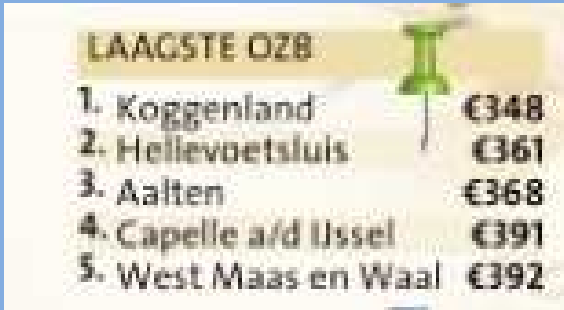 LAAGSTE OZB
1. Koggenland €348
2. Hellevoetsluis €361
3. Aalten €368
4. Capelle a/d IJssel €391
5. West Maas en Waal €392